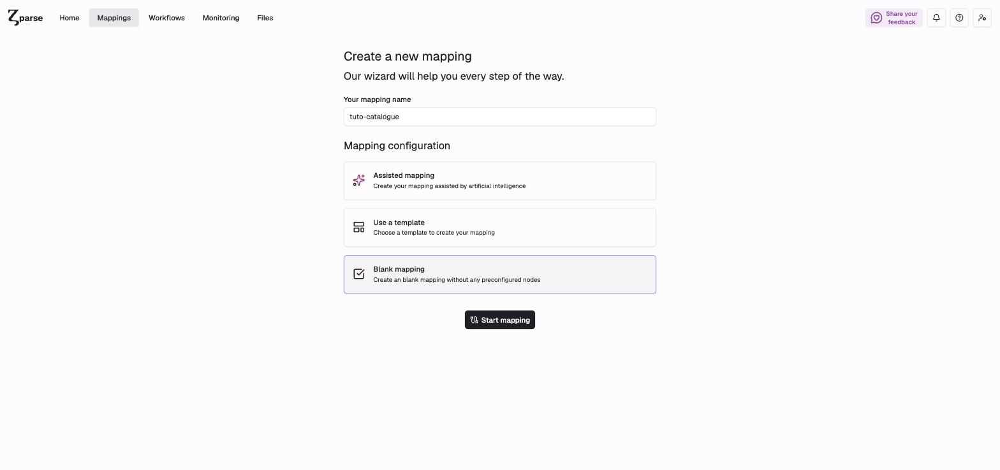 Zparse
Home
Mappings
Workflows
Monitoring
Files
Share your
feedback
Create a new mapping
Our wizard will help you every step of the way.
Your mapping name
tuto-catalogue
Mapping configuration
Assisted mapping
Create your mapping assisted by artificial intelligence
Use a template
Choose a template to create your mapping
Blank mapping
Create an blank mapping without any preconfigured nodes
Start mapping